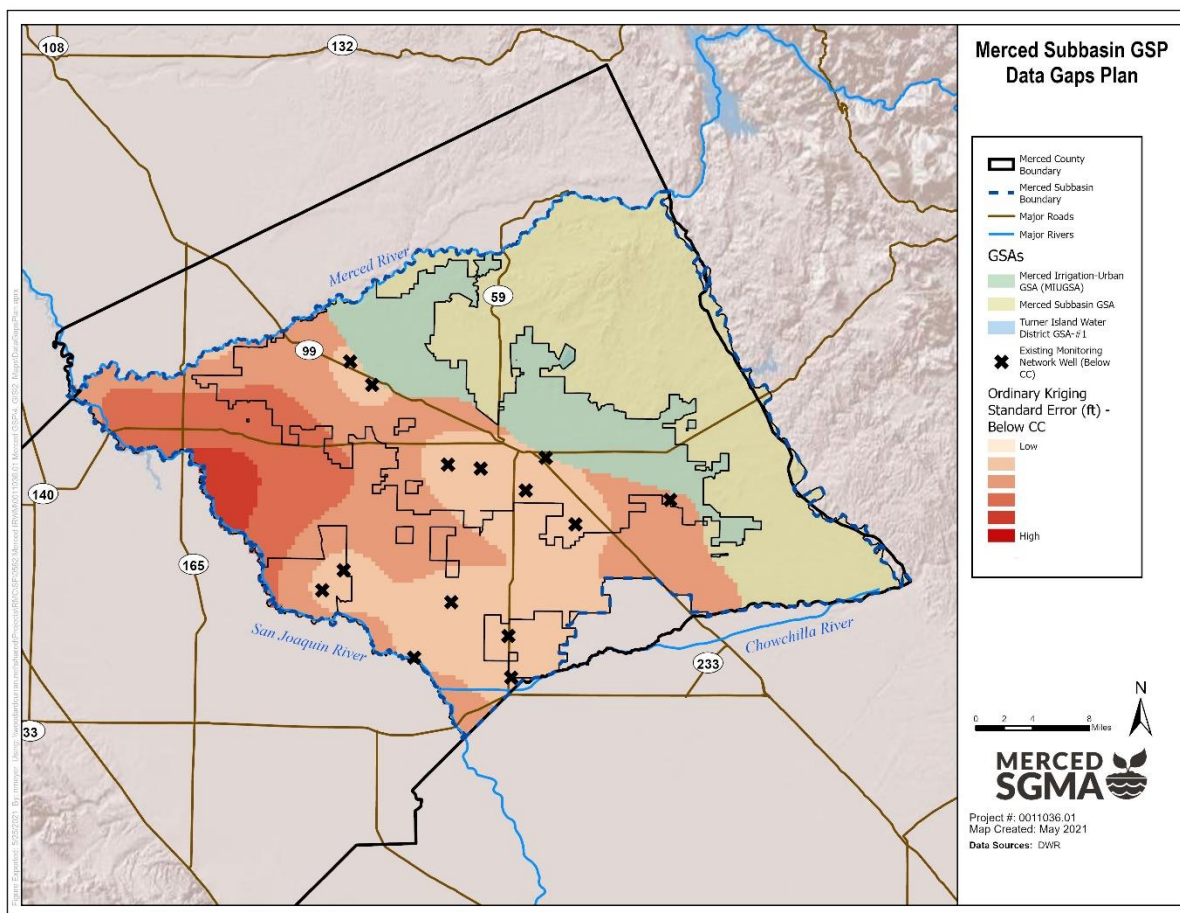 Merced Subbasin GSP
Data Gaps Plan
Merced County
Boundary
Merced Subbasin
Boundary
Major Roads
Major Rivers
GSAs
Merced Irrigation-Urban
GSA (MIUGSA)
Merced Subbasin GSA
Turner Island Water
District GSA-#1
Existing Monitoring
Network Well (Below
CC)
Ordinary Kriging
Standard Error (ft) -
Below CC
Low
High
108
132
Merced River
59
99
140
165
San Joaquin River
Chowchilla River
233
33
N
0 2 4 8
Miles
MERCED
SGMA
Project #: 0011036.01
Map Created: May 2021
Data Sources: DWR